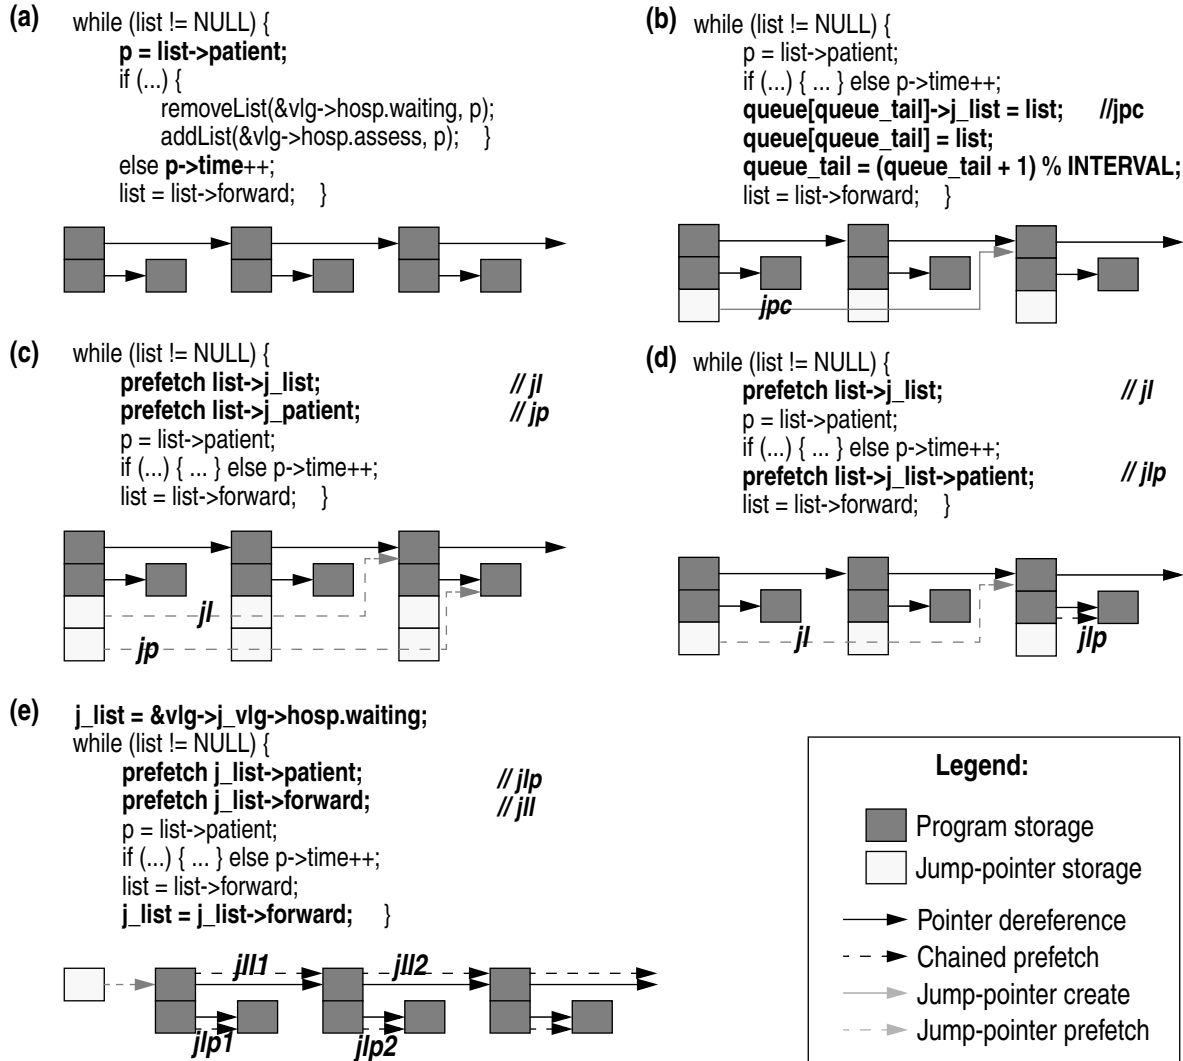 (a)
while (list != NULL) {
p = list->patient;
if (...) {
removeList(&vlg->hosp.waiting, p);
addList(&vlg->hosp.assess, p); }
else p->time++;
list = list->forward; }
(b)
while (list != NULL) {
p = list->patient;
if (...) { ... } else p->time++;
queue[queue_tail]->j_list = list; //jpc
queue[queue_tail] = list;
queue_tail = (queue_tail + 1) % INTERVAL;
list = list->forward; }
jpc
(c)
while (list != NULL) {
prefetch list->j_list; // jl
prefetch list->j_patient; // jp
p = list->patient;
if (...) { ... } else p->time++;
list = list->forward; }
jl
jp
(d)
while (list != NULL) {
prefetch list->j_list; // jl
p = list->patient;
if (...) { ... } else p->time++;
prefetch list->j_list->patient; // jlp
list = list->forward; }
jl
jlp
(e)
j_list = &vlg->j_vlg->hosp.waiting;
while (list != NULL) {
prefetch j_list->patient; // jlp
prefetch j_list->forward; // jll
p = list->patient;
if (...) { ... } else p->time++;
list = list->forward;
j_list = j_list->forward; }
jll1 jll2
jlp1 jlp2
Legend:
Program storage
Jump-pointer storage
Pointer dereference
Chained prefetch
Jump-pointer create
Jump-pointer prefetch